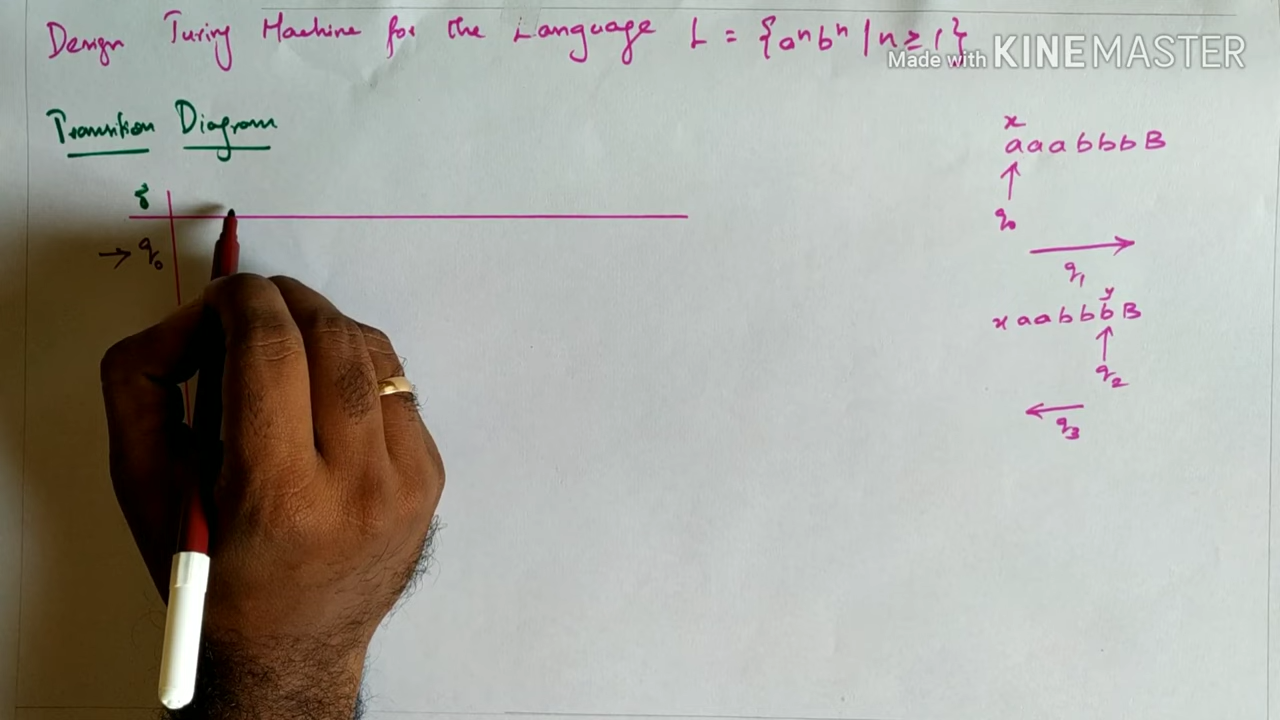 Design Turing Machine for the Language L = {aⁿbⁿ | n ≥ 1}
Made with KINEMASTER
Transition Diagram
x
aaabbbB
q₀
δ
→ q₀
q₁
y
xaabbbB
q₂
q₃